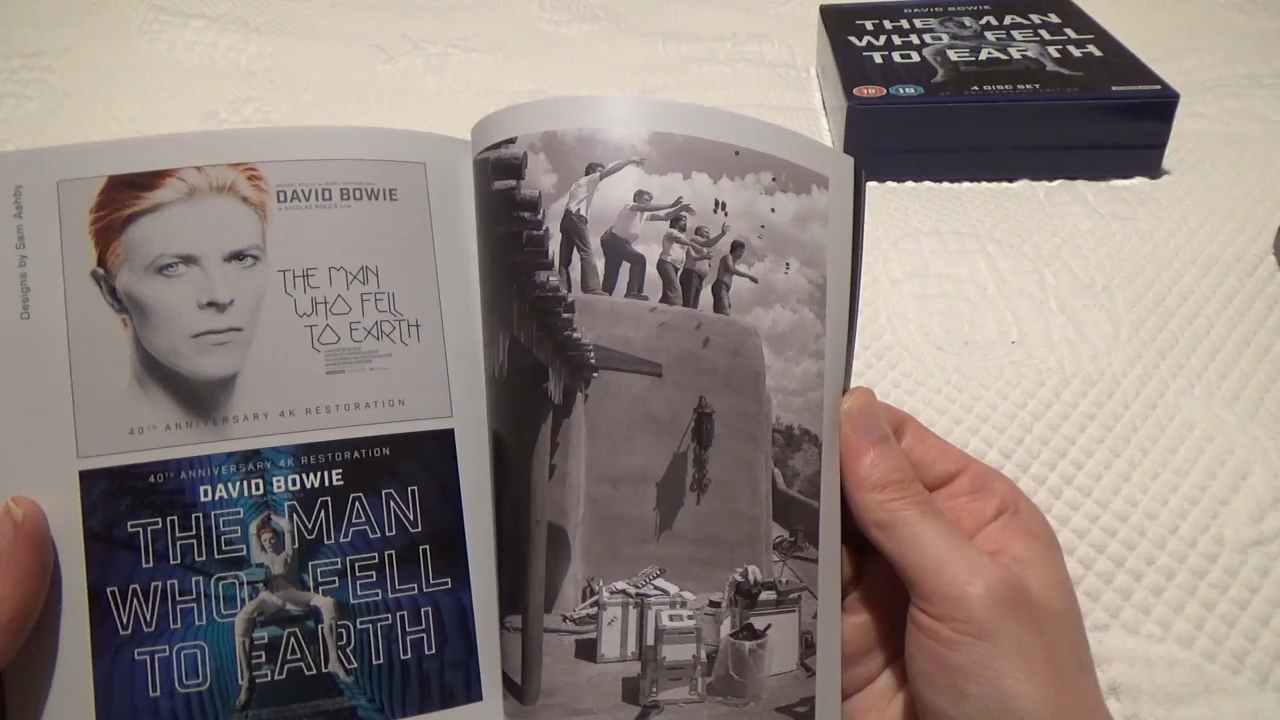 Designs by Sam Ashby
DAVID BOWIE
THE MAN
WHO FELL
TO EARTH
40TH ANNIVERSARY 4K RESTORATION
40TH ANNIVERSARY 4K RESTORATION
DAVID BOWIE
THE MAN
WHO FELL
TO EARTH
DAVID BOWIE
THE MAN
WHO FELL
TO EARTH
18 18
4 DISC SET